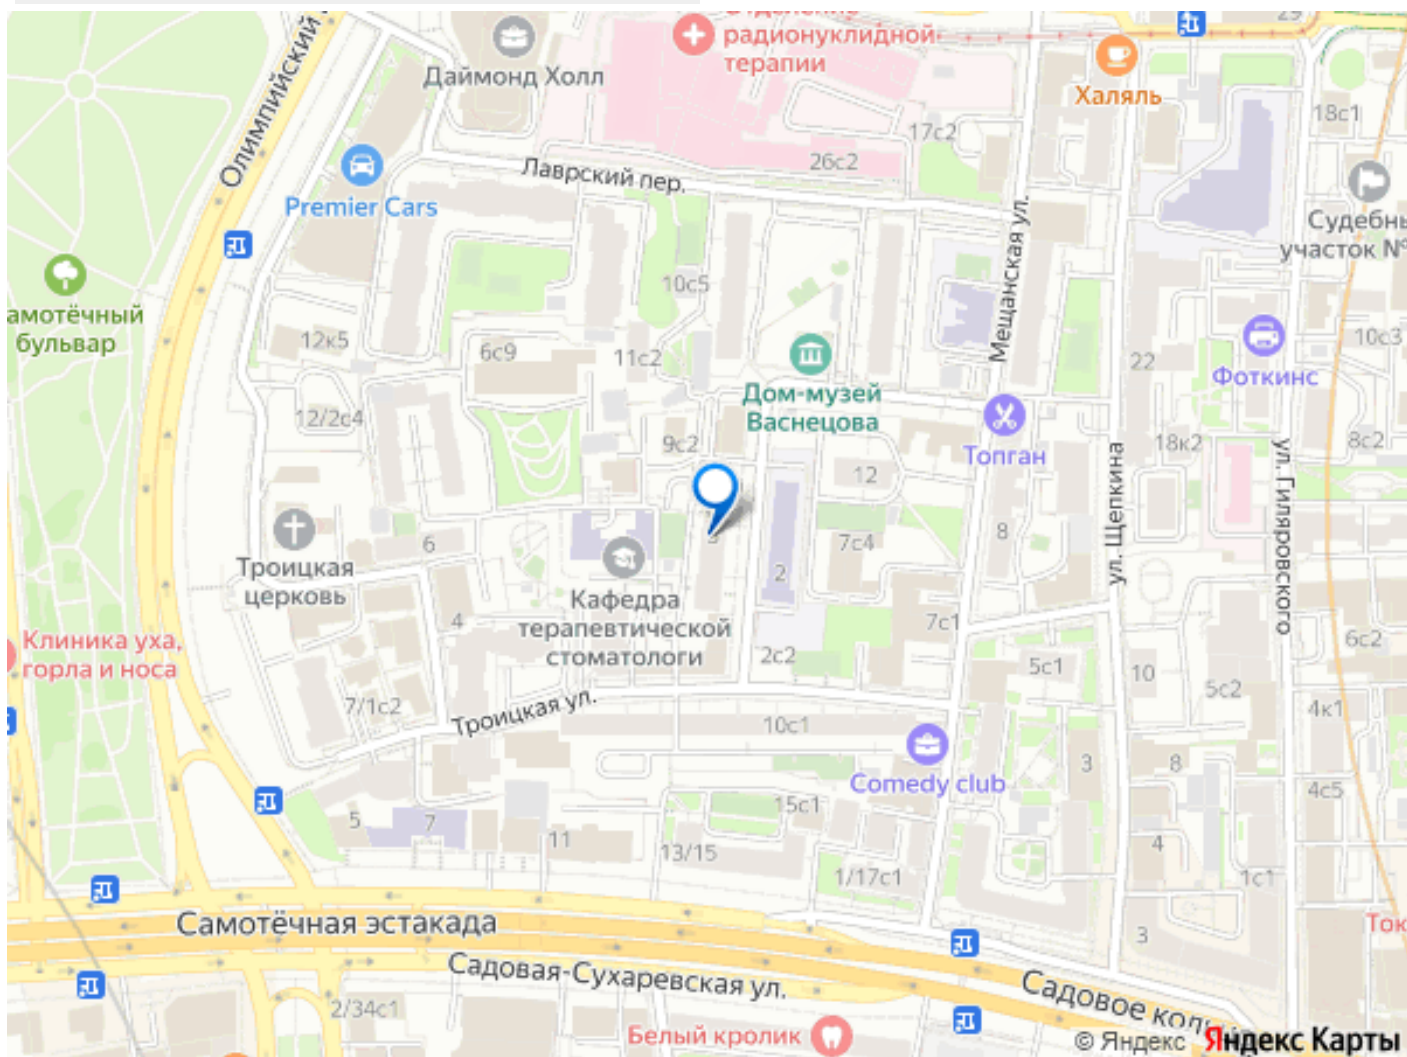 29
радионуклидной
терапии
Даймонд Холл
Халяль
18с1
17с2
26с2
Олимпийский
Лаврский пер.
Premier Cars
участок №
Мещанская ул.
10с5
бульвар
12к5
6с9
11с2
Дом-музей
Васнецова
22
10с3
Фоткинс
12/2с4
9с2
12
Топган
18к2
8с2
ул. Щепкина
ул. Гиляровского
Троицкая
церковь
6
7с4
8
2
Кафедра
терапевтической
стоматологи
4
7с1
2с2
5с1
10
5с2
6с2
Клиника уха,
горла и носа
7/1с2
Троицкая ул.
10с1
4к1
Comedy club
3
8
4с5
15с1
5
7
11
13/15
4
1/17с1
1с1
Самотёчная эстакада
3
Садовая-Сухаревская ул.
Садовое
2/34с1
Белый кролик
© Яндекс Яндекс Карты